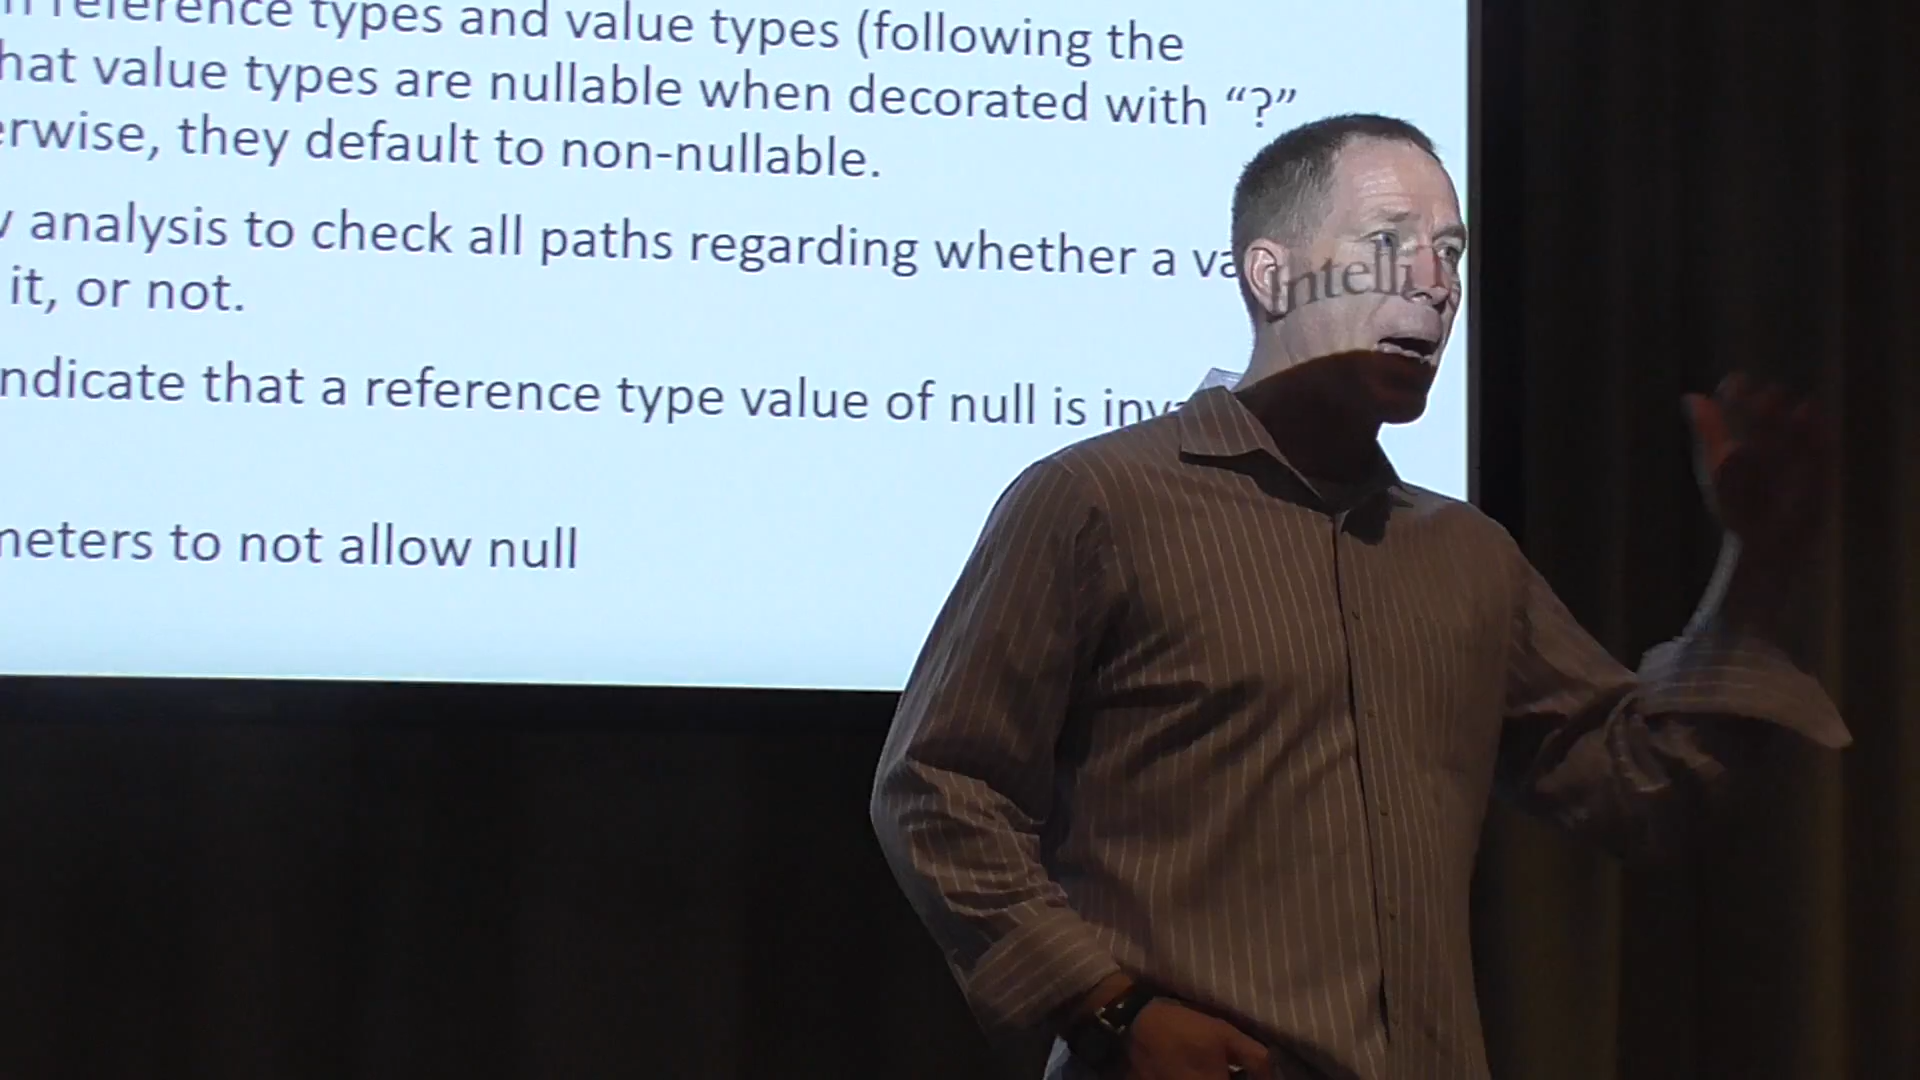 reference types and value types (following the
hat value types are nullable when decorated with “?”
erwise, they default to non-nullable.
analysis to check all paths regarding whether a va
it, or not.
ndicate that a reference type value of null is inva
meters to not allow null
Intelli